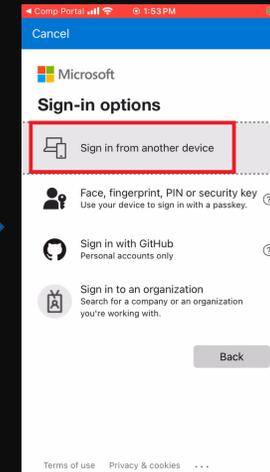 Comp Portal 1:53 PM
Cancel
Microsoft
Sign-in options
Sign in from another device
Face, fingerprint, PIN or security key
Use your device to sign in with a passkey.
Sign in with GitHub
Personal accounts only
Sign in to an organization
Search for a company or an organization
you're working with.
Back
Terms of use Privacy & cookies ...